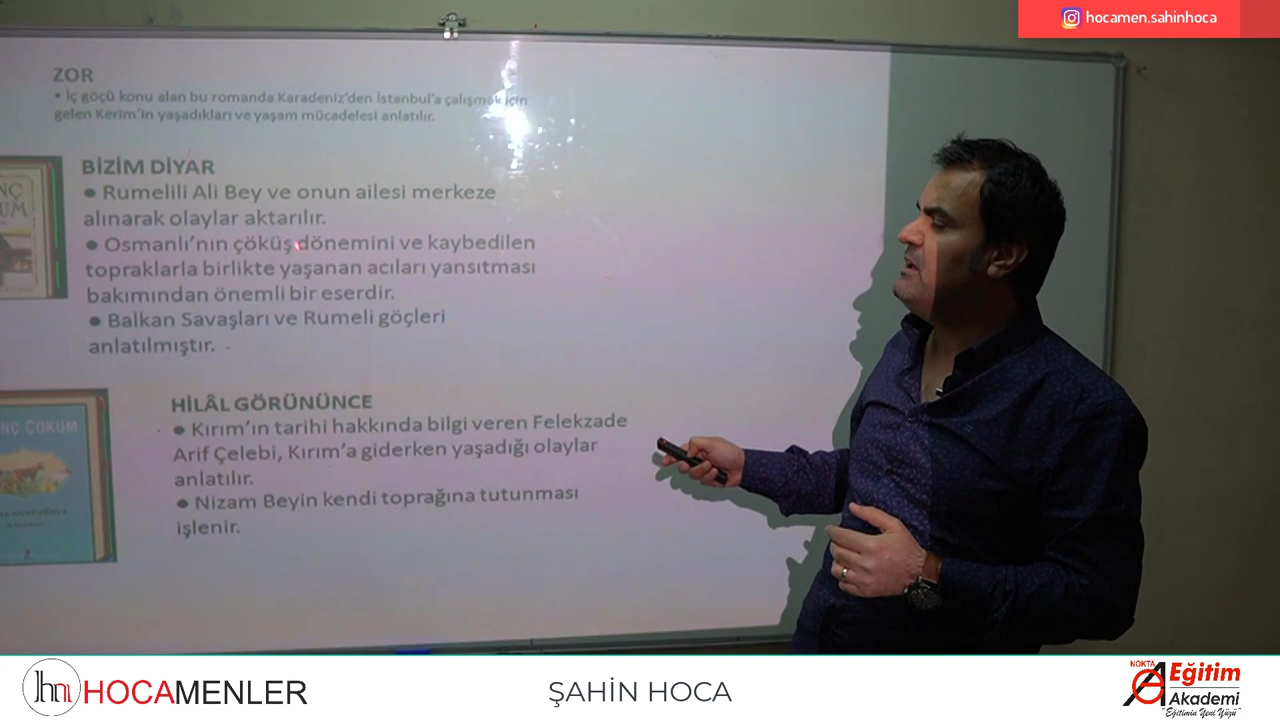 hocamen.sahinhoca
ZOR
• İç göçü konu alan bu romanda Karadeniz'den İstanbul'a çalışmak için
gelen Kerim'in yaşadıkları ve yaşam mücadelesi anlatılır.
BİZİM DİYAR
● Rumelili Ali Bey ve onun ailesi merkeze
alınarak olaylar aktarılır.
● Osmanlı'nın çöküş dönemini ve kaybedilen
topraklarla birlikte yaşanan acıları yansıtması
bakımından önemli bir eserdir.
● Balkan Savaşları ve Rumeli göçleri
anlatılmıştır.
HİLÂL GÖRÜNÜNCE
● Kırım'ın tarihi hakkında bilgi veren Felekzade
Arif Çelebi, Kırım'a giderken yaşadığı olaylar
anlatılır.
● Nizam Beyin kendi toprağına tutunması
işlenir.
NÇ ÇOKUM
hm HOCAMENLER
ŞAHİN HOCA
NOKTA
A Eğitim
Akademi
"Eğitimin Yeni Yüzü"